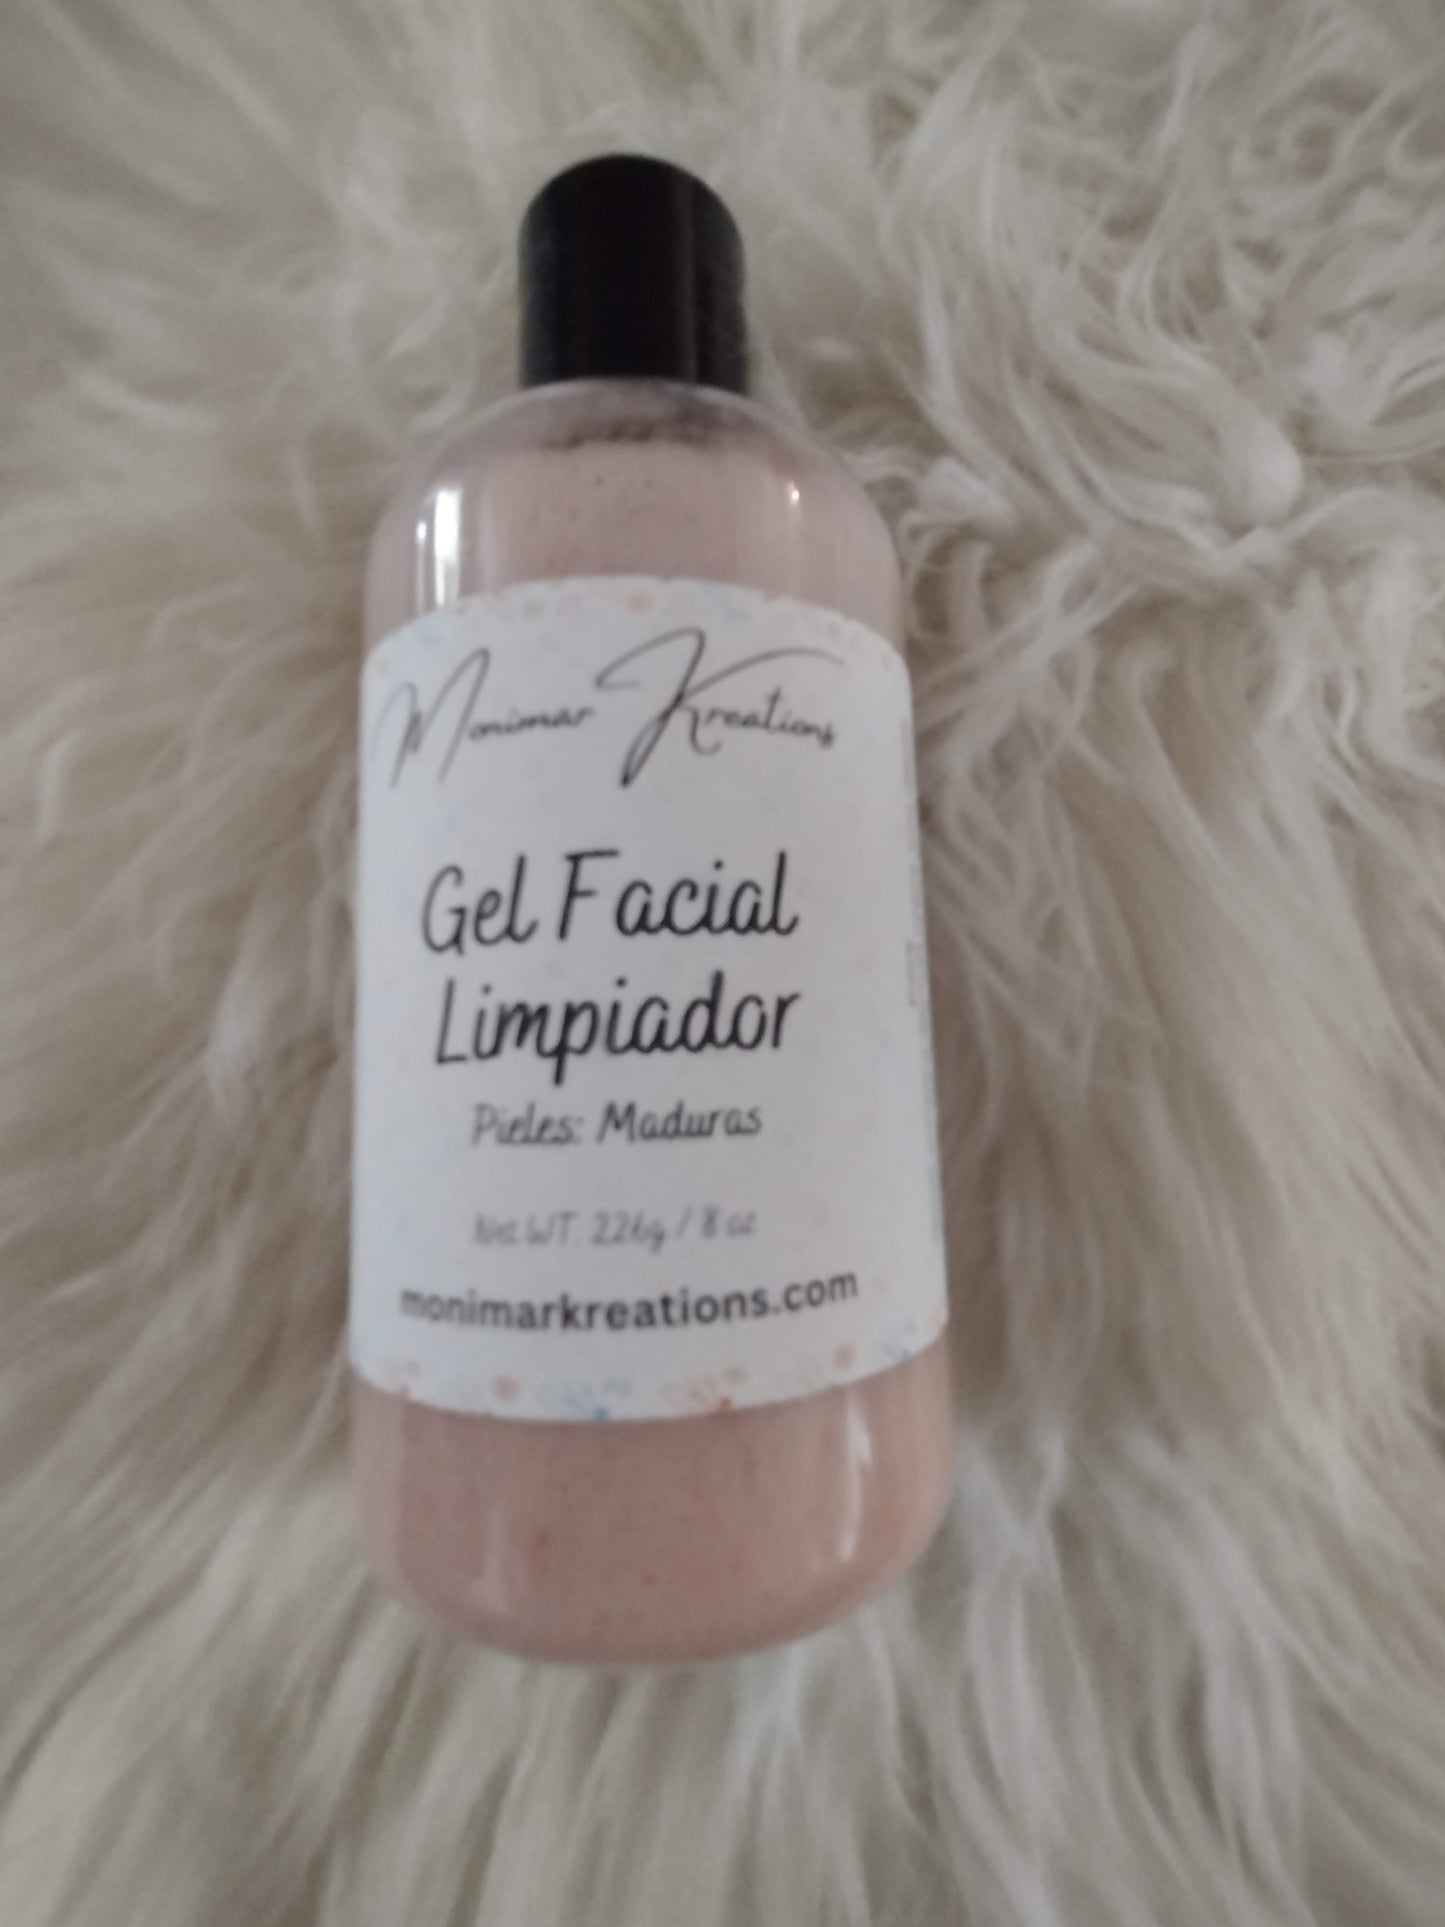 Monimar Kreations
Gel Facial
Limpiador
Pieles: Maduras
Net WT. 226g / 8 oz
monimarkreations.com